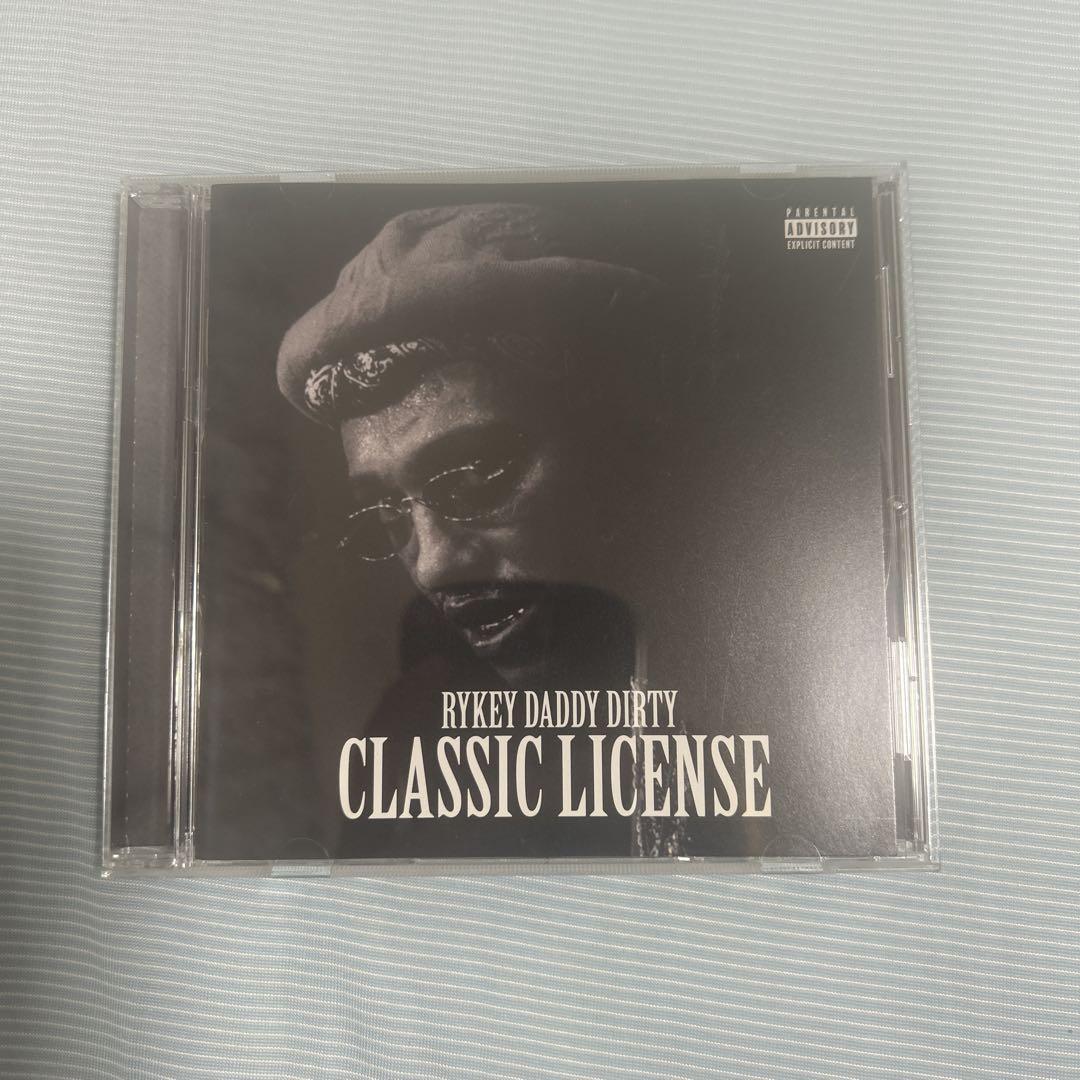 PARENTAL
ADVISORY
EXPLICIT CONTENT
RYKEY DADDY DIRTY
CLASSIC LICENSE